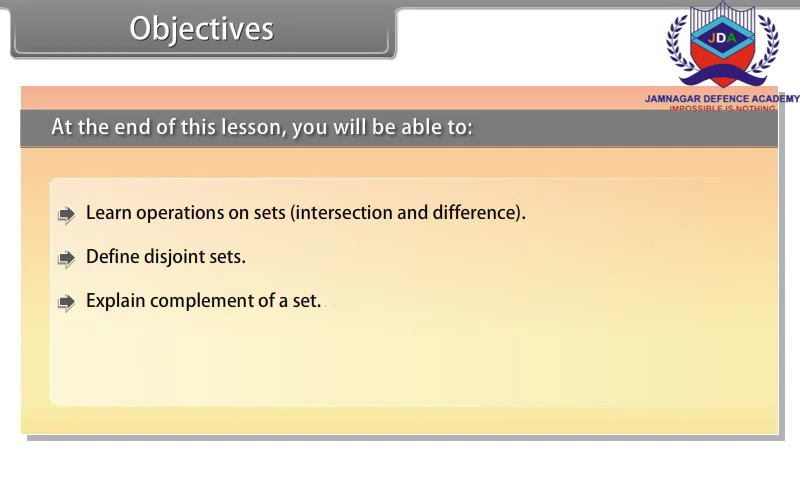 Objectives
JDA
JAMNAGAR DEFENCE ACADEMY
IMPOSSIBLE IS NOTHING
At the end of this lesson, you will be able to:
Learn operations on sets (intersection and difference).
Define disjoint sets.
Explain complement of a set.